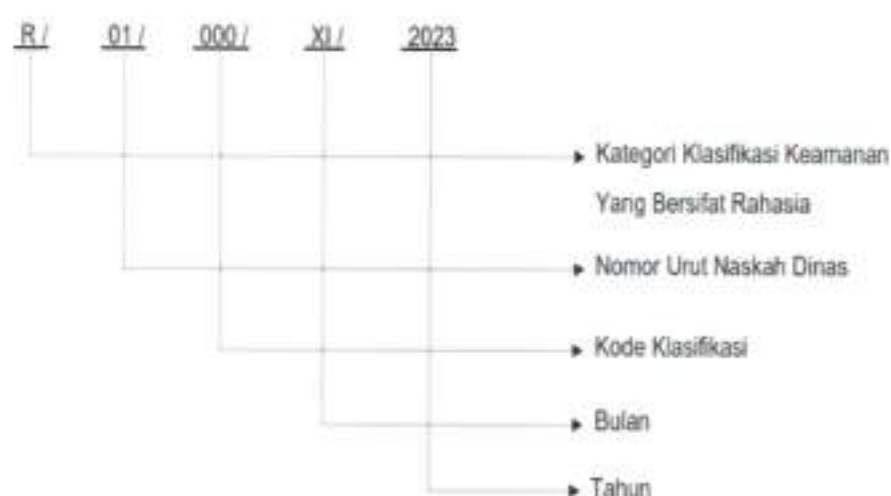 R / 01 / 000 / XI / 2023
Kategori Klasifikasi Keamanan
Yang Bersifat Rahasia
Nomor Urut Naskah Dinas
Kode Klasifikasi
Bulan
Tahun